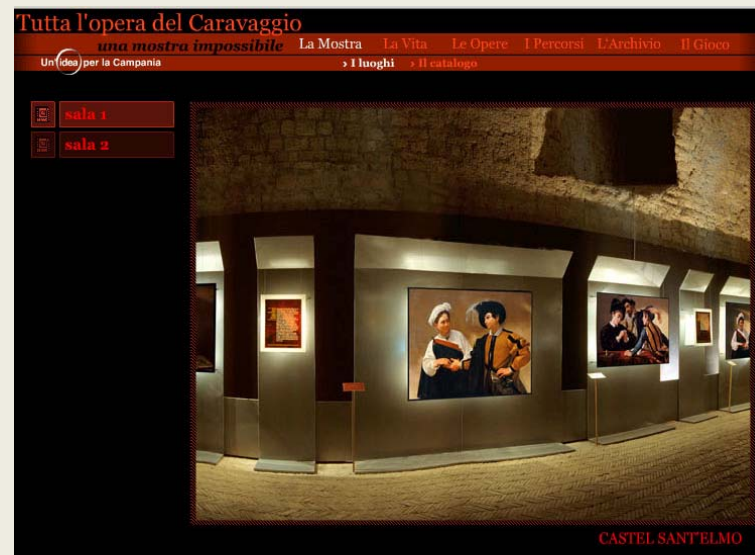 Tutta l'opera del Caravaggio
una mostra impossibile
La Mostra La Vita Le Opere I Percorsi L'Archivio Il Gioco
Un'idea per la Campania
› I luoghi › Il catalogo
sala 1
sala 2
CASTEL SANT'ELMO